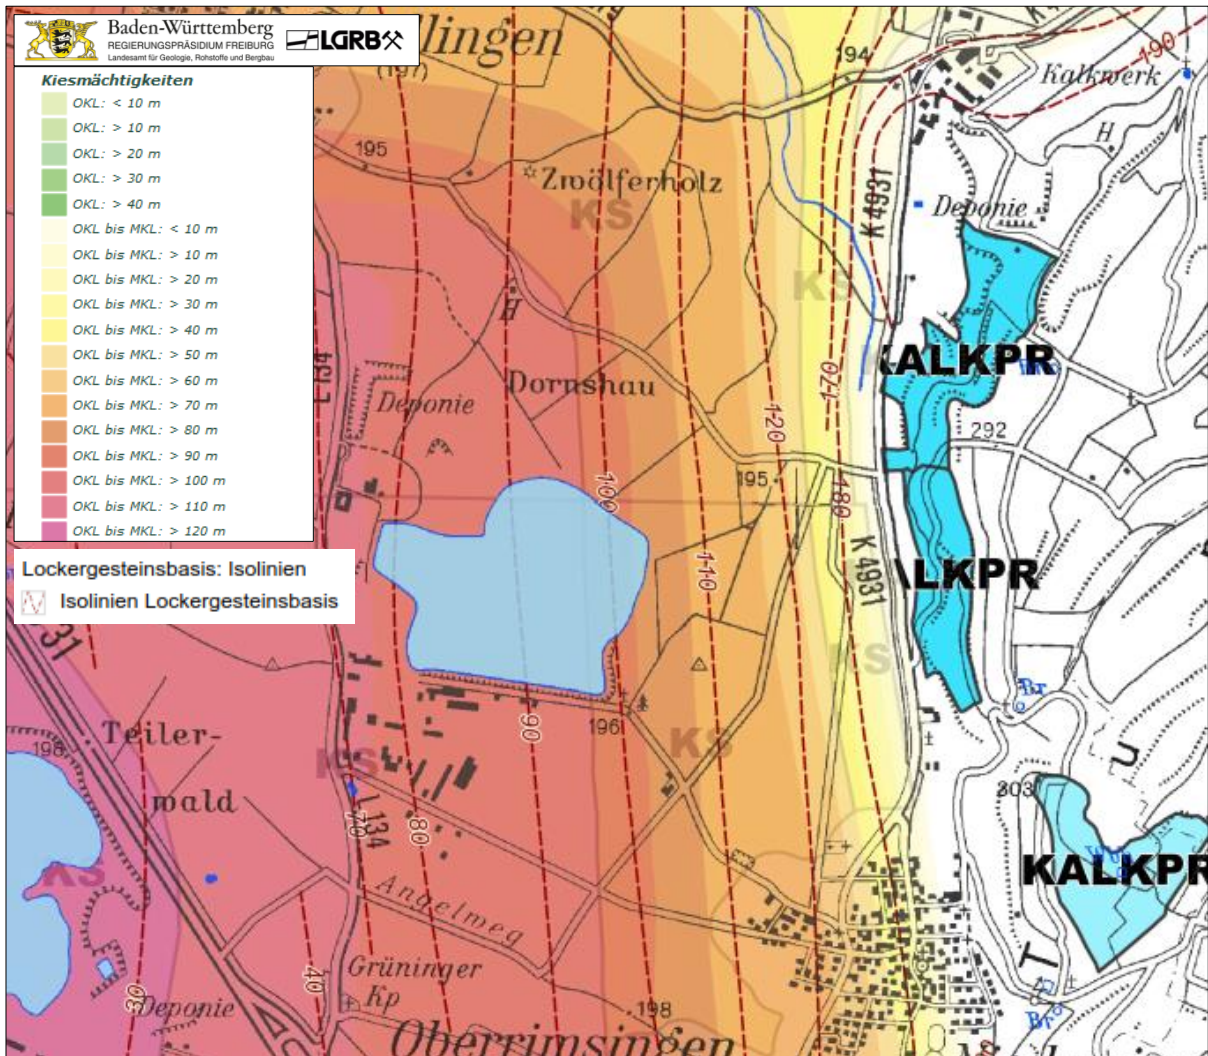 Baden-Württemberg
REGIERUNGSPRÄSIDIUM FREIBURG
Landesamt für Geologie, Rohstoffe und Bergbau
LGRB
Kiesmächtigkeiten
OKL: < 10 m
OKL: > 10 m
OKL: > 20 m
OKL: > 30 m
OKL: > 40 m
OKL bis MKL: < 10 m
OKL bis MKL: > 10 m
OKL bis MKL: > 20 m
OKL bis MKL: > 30 m
OKL bis MKL: > 40 m
OKL bis MKL: > 50 m
OKL bis MKL: > 60 m
OKL bis MKL: > 70 m
OKL bis MKL: > 80 m
OKL bis MKL: > 90 m
OKL bis MKL: > 100 m
OKL bis MKL: > 110 m
OKL bis MKL: > 120 m
Lockergesteinsbasis: Isolinien
Isolinien Lockergesteinsbasis
lingen
(197)
194
190
Kalkwerk
H
195
Zwölferholz
KS
K 4931
Deponie
KS
KALKPR
H
L 134
Dornshau
Deponie
170
120
292
100
195
180
K 4931
110
ALKPR
31
KS
Br
Teiler-
wald
198
KS
90
196
KS
L 134
70
80
303
u
KALKPR
KS
Angelweg
T
40
Grüninger
Kp
30
Deponie
198
Br
Oberrimsingen